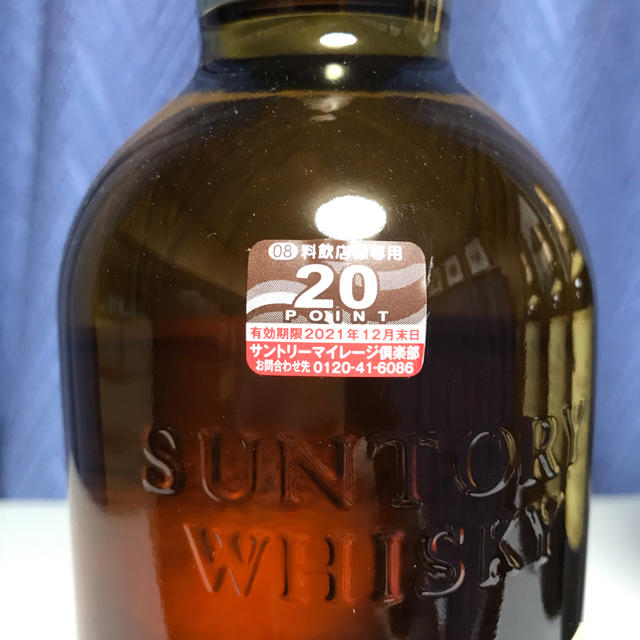 08 料飲店様専用
20
POINT
有効期限2021年12月末日
サントリーマイレージ倶楽部
お問合わせ先 0120-41-6086
SUNTORY
WHISKY